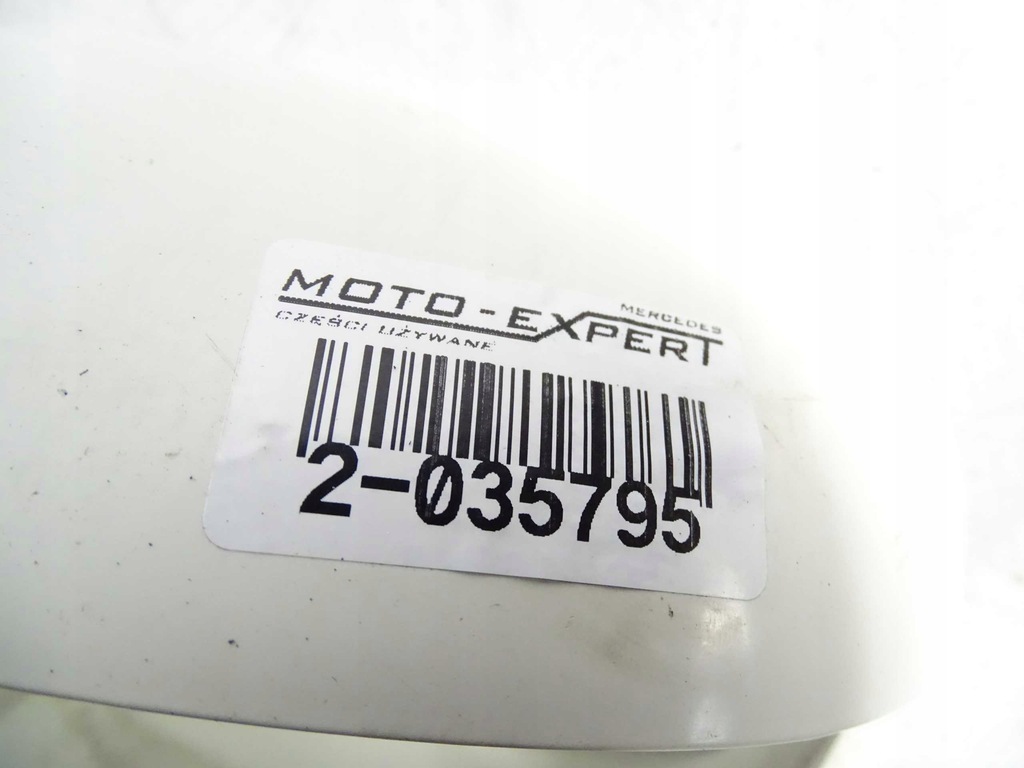 MOTO-EXPERT
MERCEDES
CZĘŚCI UŻYWANE
2-035795